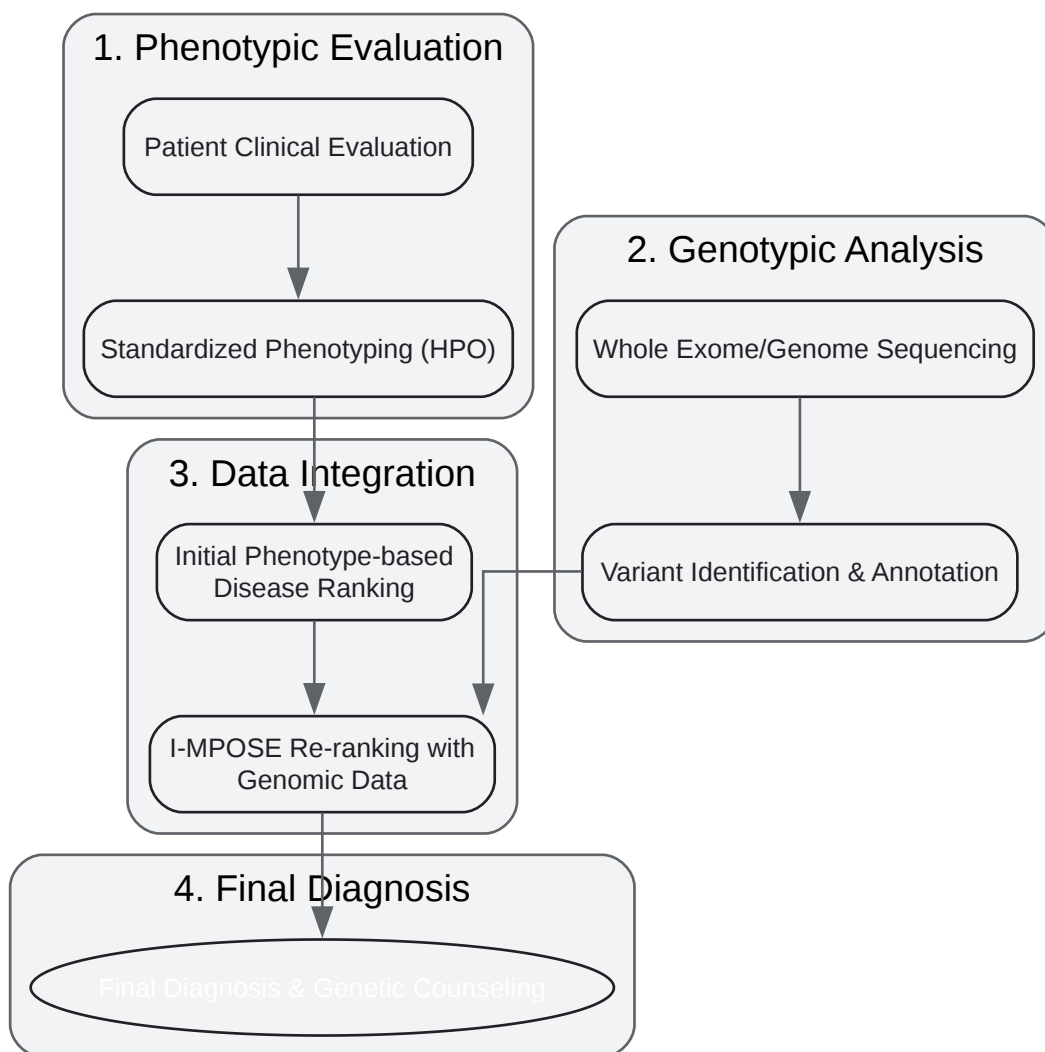 1. Phenotypic Evaluation
Patient Clinical Evaluation
Standardized Phenotyping (HPO)
2. Genotypic Analysis
Whole Exome/Genome Sequencing
Variant Identification & Annotation
3. Data Integration
Initial Phenotype-based
Disease Ranking
I-MPOSE Re-ranking with
Genomic Data
4. Final Diagnosis
Final Diagnosis & Genetic Counseling